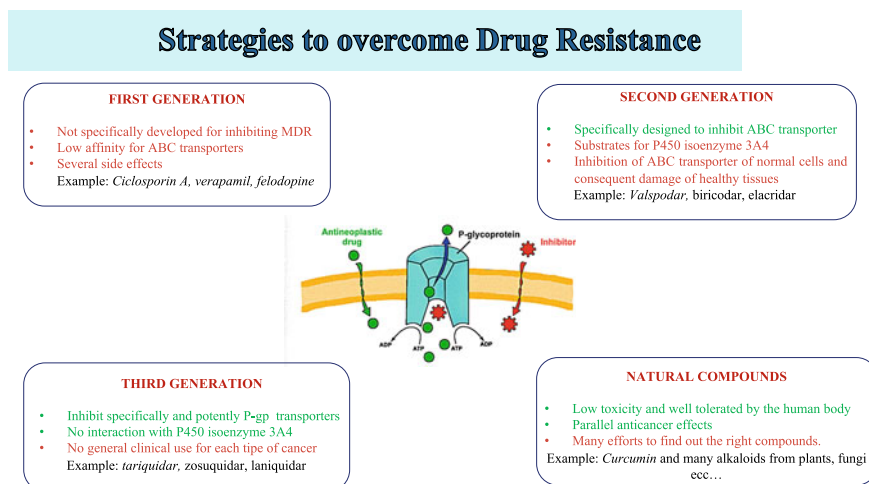 Strategies to overcome Drug Resistance
FIRST GENERATION
• Not specifically developed for inhibiting MDR
• Low affinity for ABC transporters
• Several side effects
Example: Ciclosporin A, verapamil, felodopine
SECOND GENERATION
• Specifically designed to inhibit ABC transporter
• Substrates for P450 isoenzyme 3A4
• Inhibition of ABC transporter of normal cells and
consequent damage of healthy tissues
Example: Valspodar, biricodar, elacridar
Antineoplastic
drug
P-glycoprotein
Inhibitor
ADP
ATP
ATP
ADP
THIRD GENERATION
• Inhibit specifically and potently P-gp transporters
• No interaction with P450 isoenzyme 3A4
• No general clinical use for each tipe of cancer
Example: tariquidar, zosuquidar, laniquidar
NATURAL COMPOUNDS
• Low toxicity and well tolerated by the human body
• Parallel anticancer effects
• Many efforts to find out the right compounds.
Example: Curcumin and many alkaloids from plants, fungi
ecc…